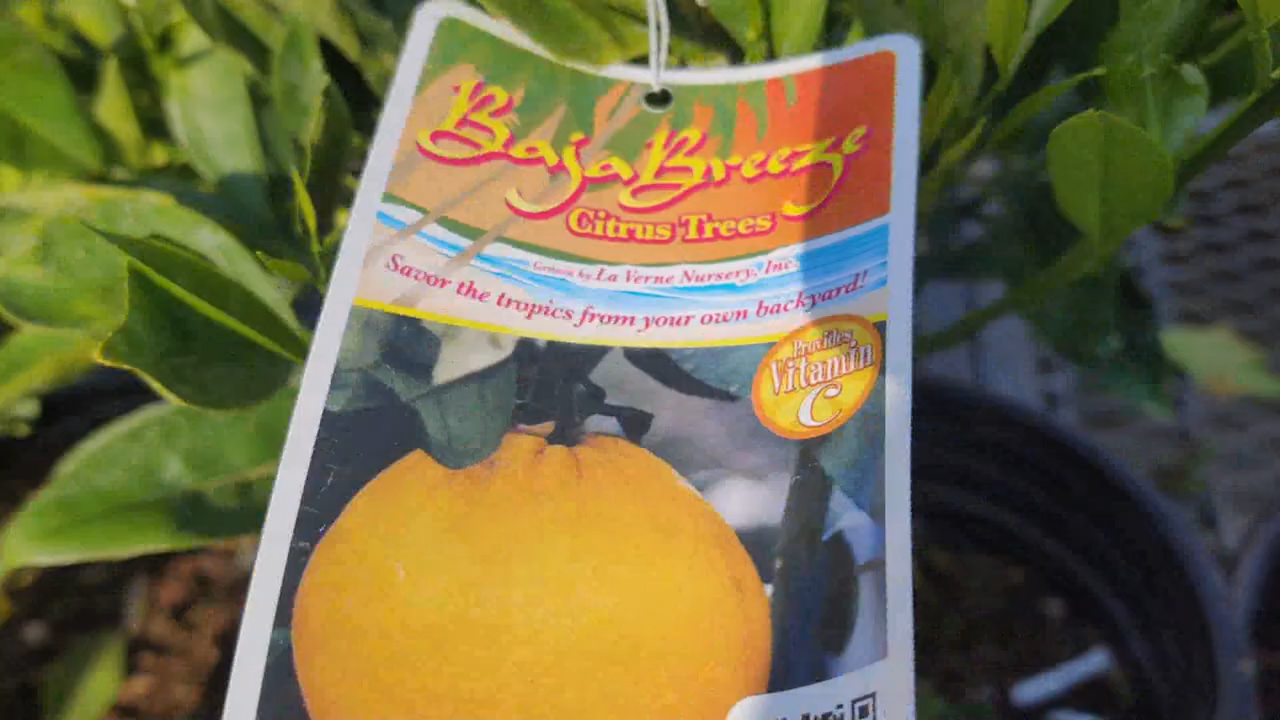 Baja Breeze
Citrus Trees
Grown by La Verne Nursery, Inc.
Savor the tropics from your own backyard!
Provides
Vitamin
C